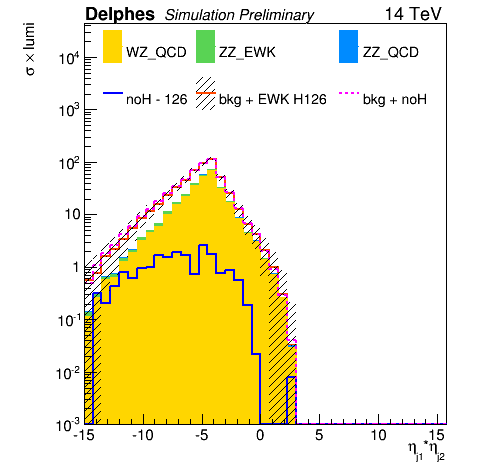 Delphes Simulation Preliminary 14 TeV
σ × lumi
WZ_QCD ZZ_EWK ZZ_QCD
noH - 126 bkg + EWK H126 bkg + noH
10⁴
10³
10²
10
1
10⁻¹
10⁻²
10⁻³
-15 -10 -5 0 5 10 15
η_j1*η_j2